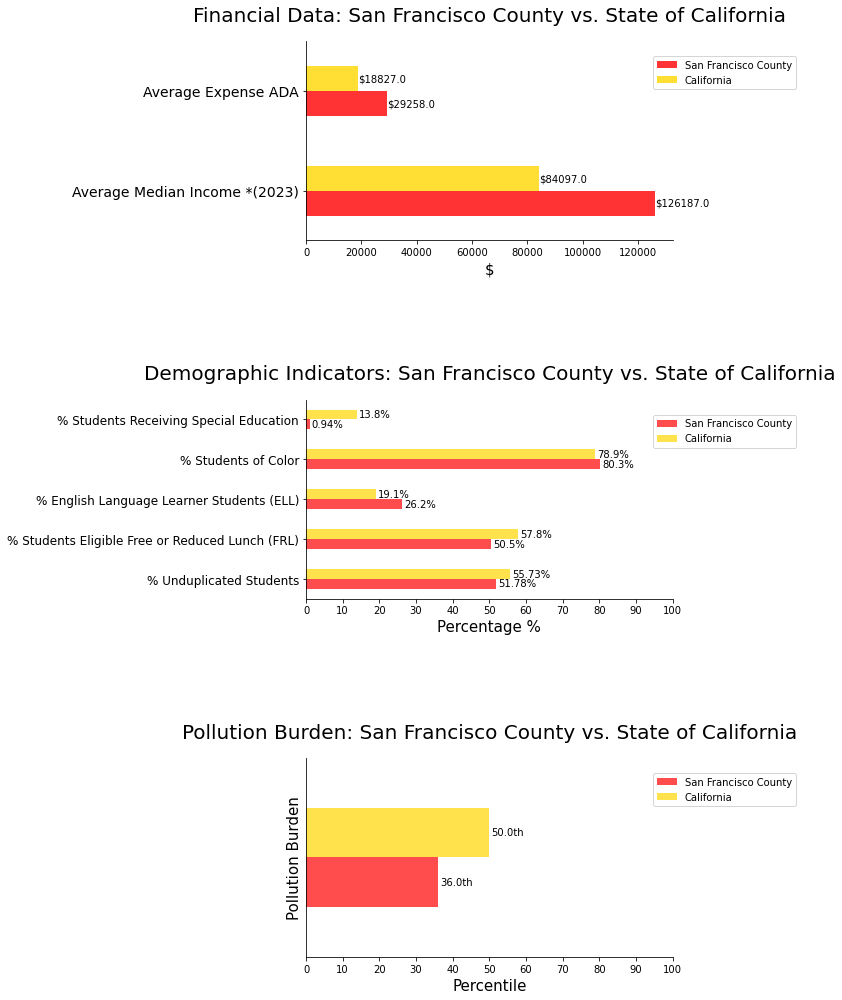 Financial Data: San Francisco County vs. State of California
San Francisco County
California
Average Expense ADA
$18827.0
$29258.0
Average Median Income *(2023)
$84097.0
$126187.0
0 20000 40000 60000 80000 100000 120000
$
Demographic Indicators: San Francisco County vs. State of California
San Francisco County
California
% Students Receiving Special Education
13.8%
0.94%
% Students of Color
78.9%
80.3%
% English Language Learner Students (ELL)
19.1%
26.2%
% Students Eligible Free or Reduced Lunch (FRL)
57.8%
50.5%
% Unduplicated Students
55.73%
51.78%
0 10 20 30 40 50 60 70 80 90 100
Percentage %
Pollution Burden: San Francisco County vs. State of California
San Francisco County
California
Pollution Burden
50.0th
36.0th
0 10 20 30 40 50 60 70 80 90 100
Percentile